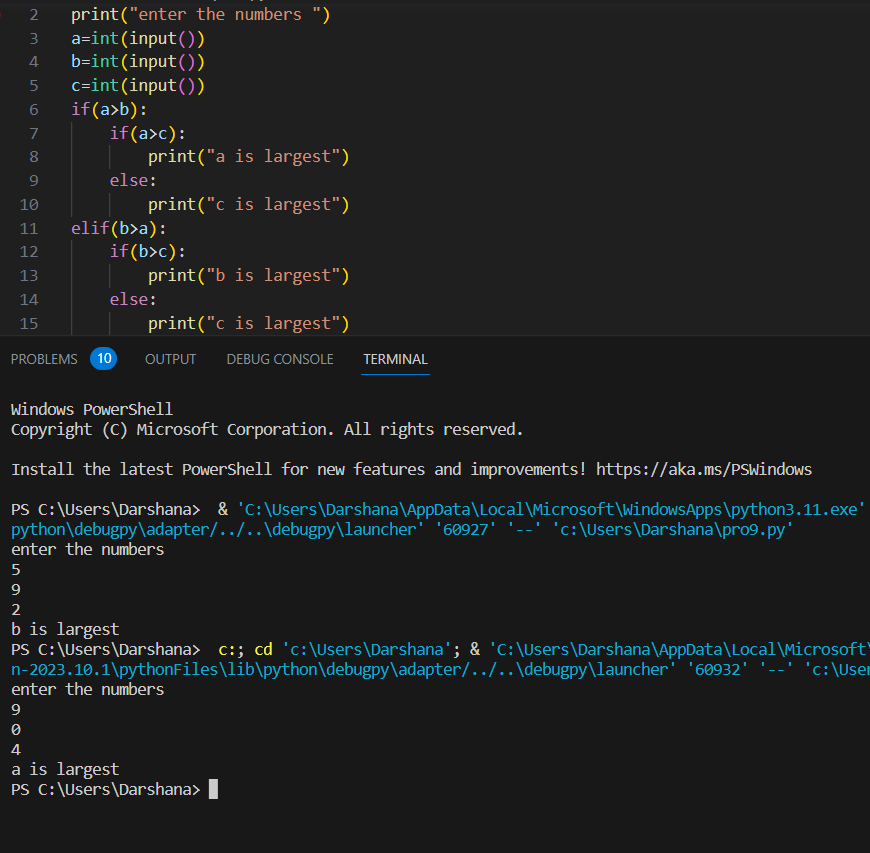 2 print("enter the numbers ")
3 a=int(input())
4 b=int(input())
5 c=int(input())
6 if(a>b):
7 if(a>c):
8 print("a is largest")
9 else:
10 print("c is largest")
11 elif(b>a):
12 if(b>c):
13 print("b is largest")
14 else:
15 print("c is largest")
PROBLEMS 10 OUTPUT DEBUG CONSOLE TERMINAL
Windows PowerShell
Copyright (C) Microsoft Corporation. All rights reserved.
Install the latest PowerShell for new features and improvements! https://aka.ms/PSWindows
PS C:\Users\Darshana>  & 'C:\Users\Darshana\AppData\Local\Microsoft\WindowsApps\python3.11.exe'
python\debugpy\adapter/../..\debugpy\launcher' '60927' '--' 'c:\Users\Darshana\pro9.py'
enter the numbers
5
9
2
b is largest
PS C:\Users\Darshana>  c:; cd 'c:\Users\Darshana'; & 'C:\Users\Darshana\AppData\Local\Microsoft\
n-2023.10.1\pythonFiles\lib\python\debugpy\adapter/../..\debugpy\launcher' '60932' '--' 'c:\User
enter the numbers
9
0
4
a is largest
PS C:\Users\Darshana>